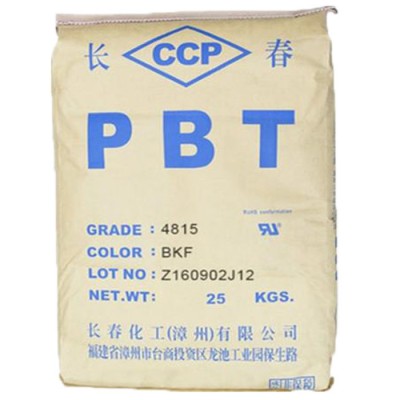 长 CCP 春
PBT
RoHS conformation
GRADE : 4815
COLOR : BKF
LOT NO : Z160902J12
NET.WT: 25 KGS.
长春化工(漳州)有限公司
福建省漳州市台商投资区龙池工业园保生路